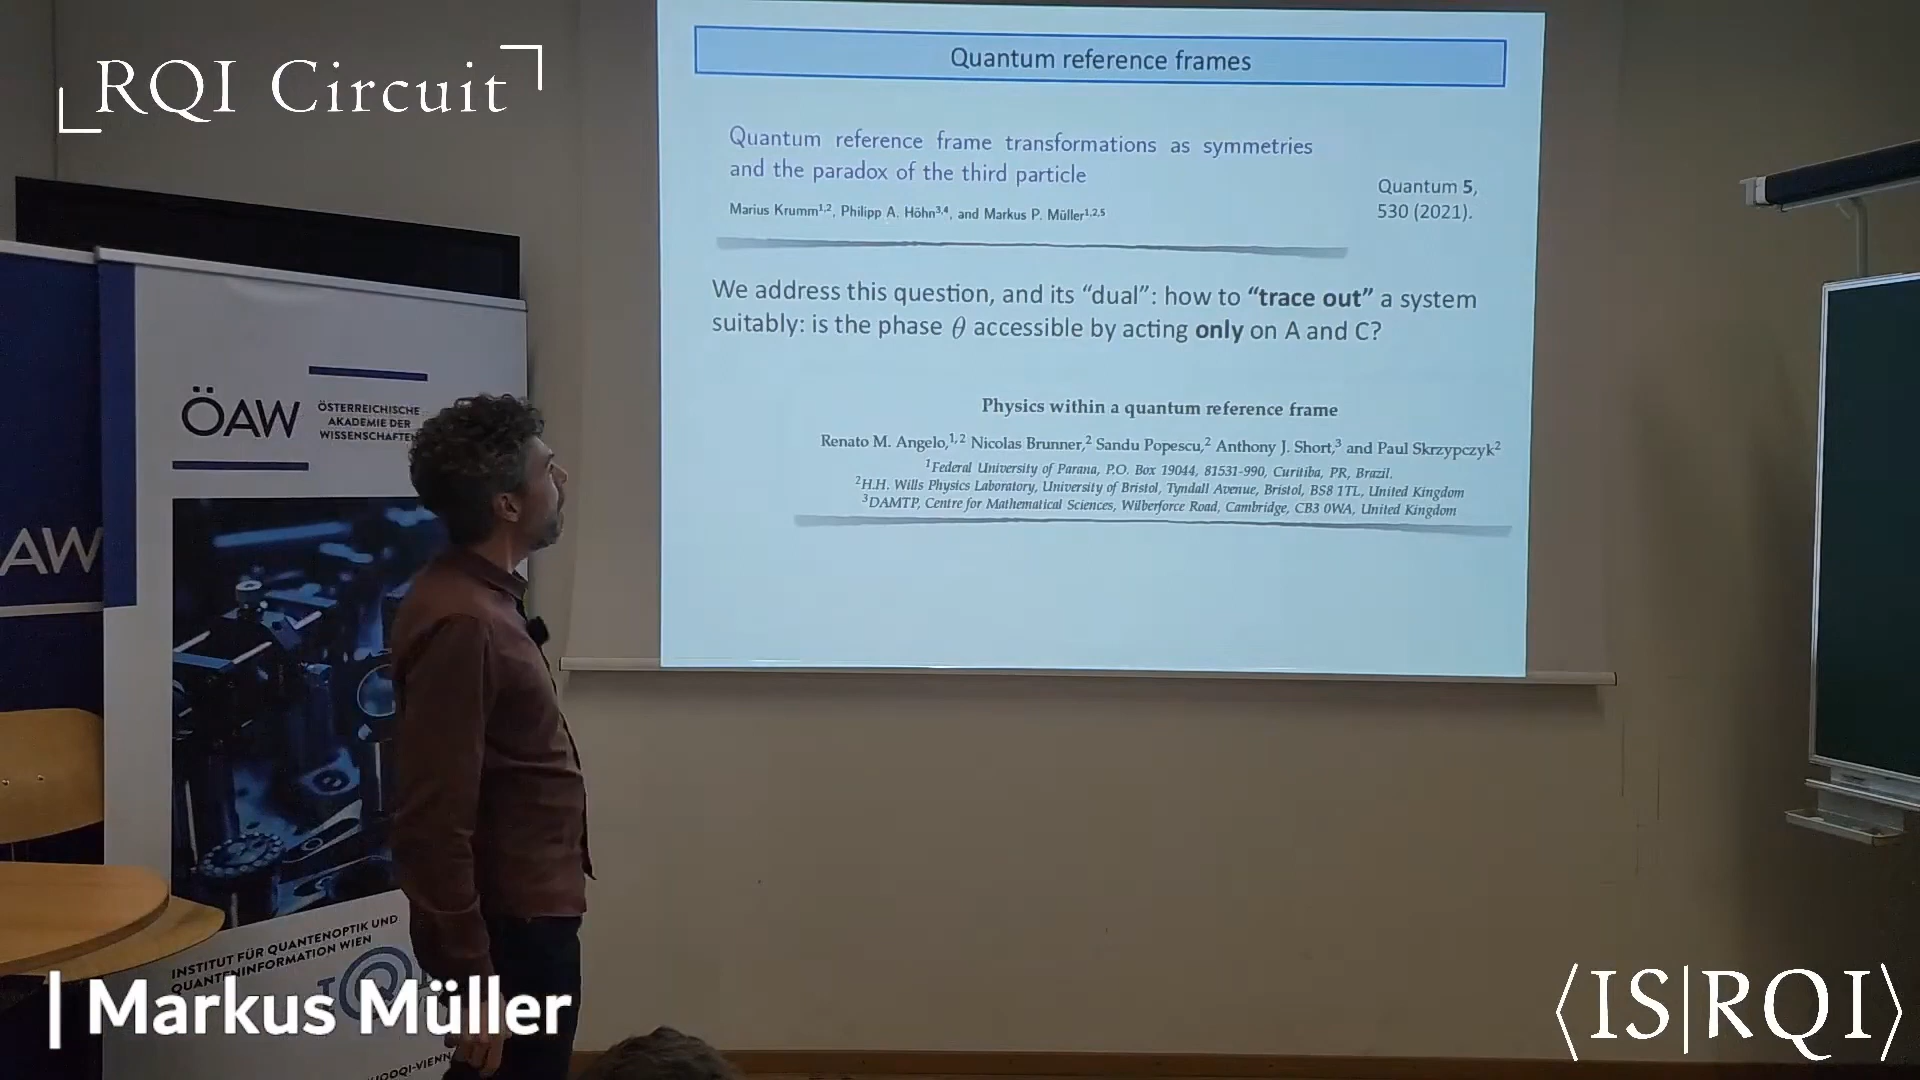 RQI Circuit
Quantum reference frames
Quantum reference frame transformations as symmetries
and the paradox of the third particle
Marius Krumm1,2, Philipp A. Höhn3,4, and Markus P. Müller1,2,5
Quantum 5,
530 (2021).
We address this question, and its “dual”: how to “trace out” a system
suitably: is the phase θ accessible by acting only on A and C?
Physics within a quantum reference frame
Renato M. Angelo,1,2 Nicolas Brunner,2 Sandu Popescu,2 Anthony J. Short,3 and Paul Skrzypczyk2
1Federal University of Parana, P.O. Box 19044, 81531-990, Curitiba, PR, Brazil.
2H.H. Wills Physics Laboratory, University of Bristol, Tyndall Avenue, Bristol, BS8 1TL, United Kingdom
3DAMTP, Centre for Mathematical Sciences, Wilberforce Road, Cambridge, CB3 0WA, United Kingdom
ÖAW
ÖSTERREICHISCHE
AKADEMIE DER
WISSENSCHAFTEN
AW
INSTITUT FÜR QUANTENOPTIK UND
QUANTENINFORMATION WIEN
Markus Müller
⟨IS|RQI⟩